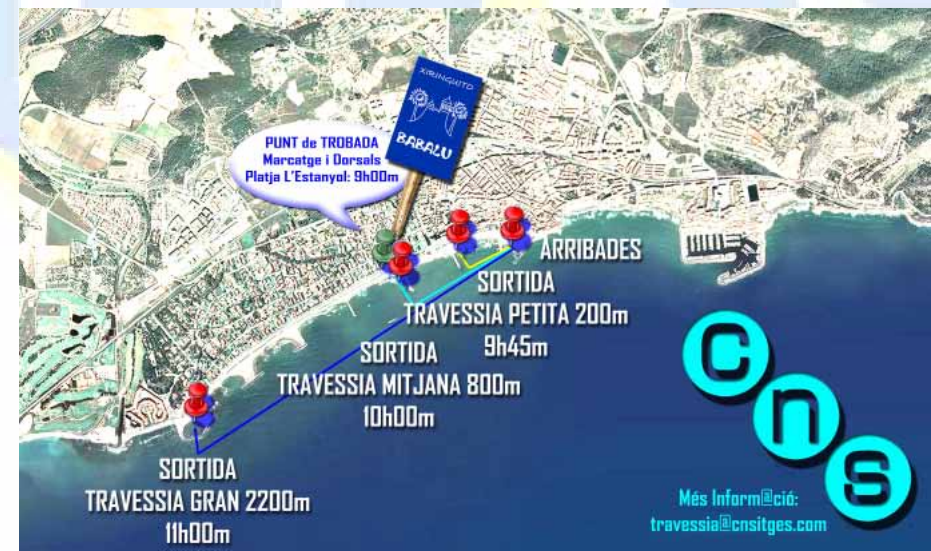 XIRINGUITO
BABALU
PUNT de TROBADA
Marcatge i Dorsals
Platja L'Estanyol: 9h00m
ARRIBADES
SORTIDA
TRAVESSIA PETITA 200m
9h45m
SORTIDA
TRAVESSIA MITJANA 800m
10h00m
SORTIDA
TRAVESSIA GRAN 2200m
11h00m
Cns
Més Inform@ció:
travessia@cnsitges.com